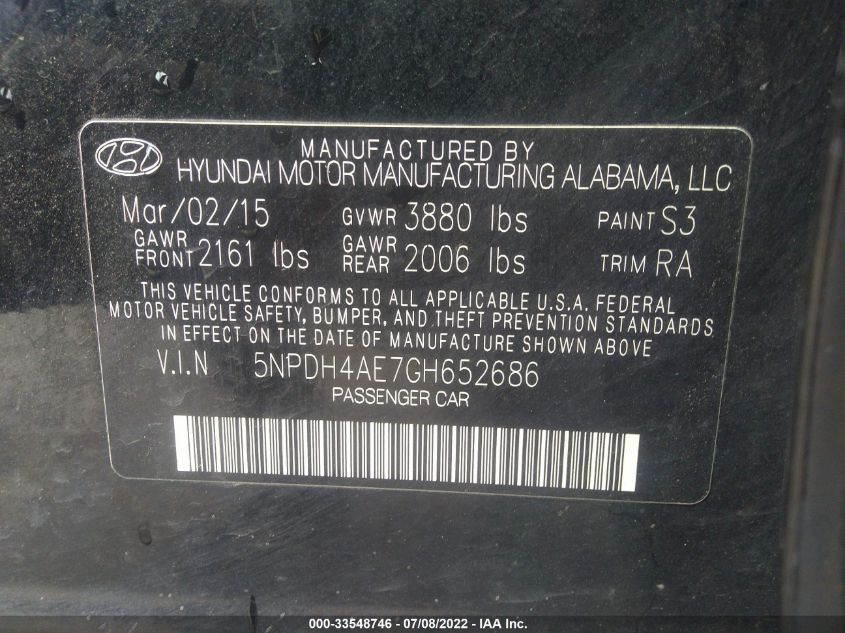 MANUFACTURED BY
HYUNDAI MOTOR MANUFACTURING ALABAMA, LLC
Mar/02/15 GVWR 3880 lbs PAINT S3
GAWR FRONT 2161 lbs GAWR REAR 2006 lbs TRIM RA
THIS VEHICLE CONFORMS TO ALL APPLICABLE U.S.A. FEDERAL
MOTOR VEHICLE SAFETY, BUMPER, AND THEFT PREVENTION STANDARDS
IN EFFECT ON THE DATE OF MANUFACTURE SHOWN ABOVE
V.I.N 5NPDH4AE7GH652686
PASSENGER CAR
000-33548746 - 07/08/2022 - IAA Inc.